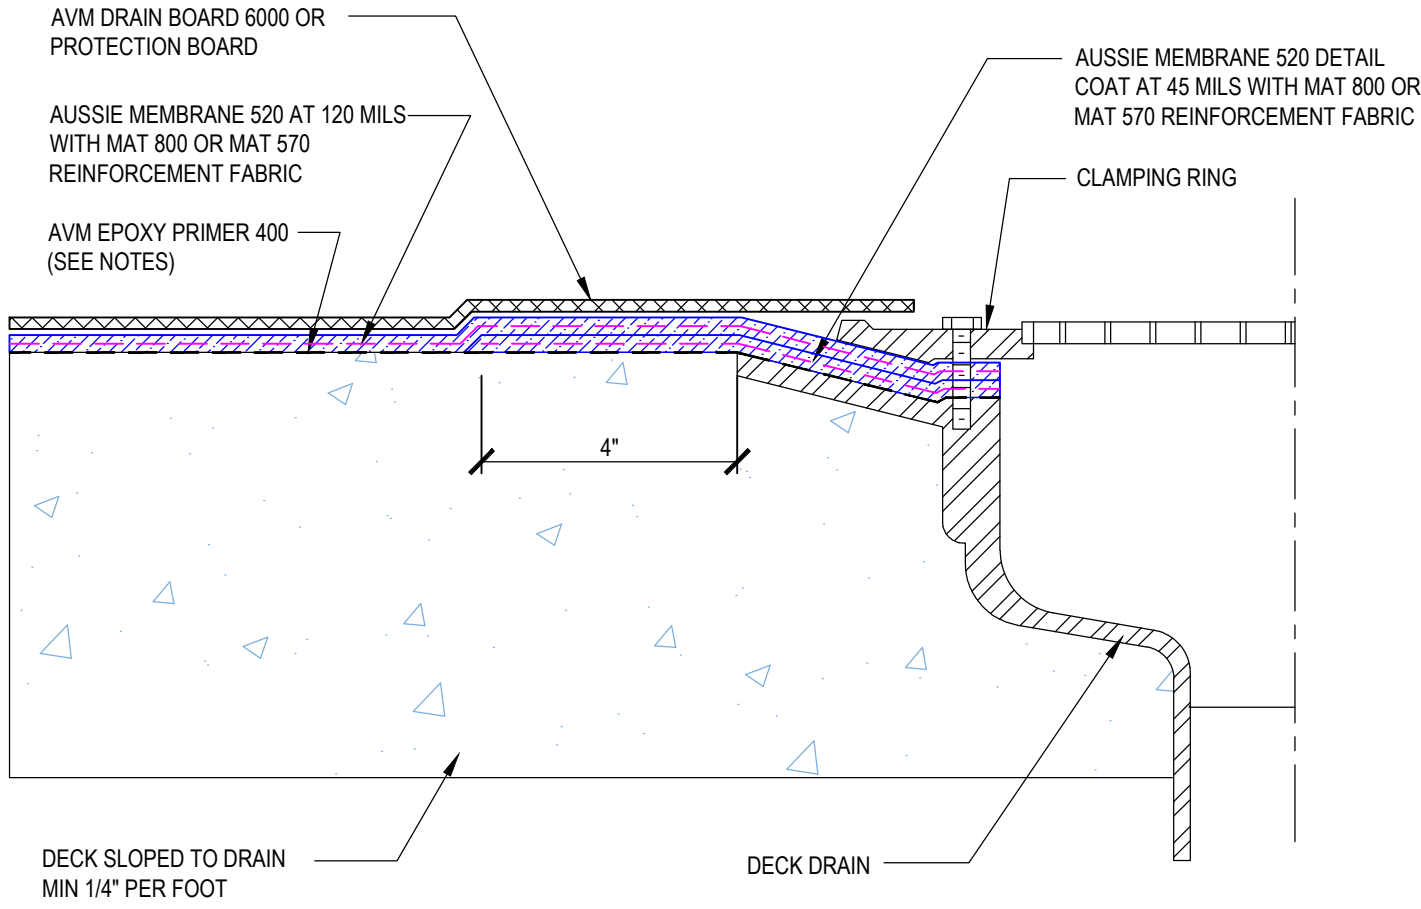 AVM DRAIN BOARD 6000 OR
PROTECTION BOARD
AUSSIE MEMBRANE 520 AT 120 MILS
WITH MAT 800 OR MAT 570
REINFORCEMENT FABRIC
AVM EPOXY PRIMER 400
(SEE NOTES)
AUSSIE MEMBRANE 520 DETAIL
COAT AT 45 MILS WITH MAT 800 OR
MAT 570 REINFORCEMENT FABRIC
CLAMPING RING
4"
DECK SLOPED TO DRAIN
MIN 1/4" PER FOOT
DECK DRAIN